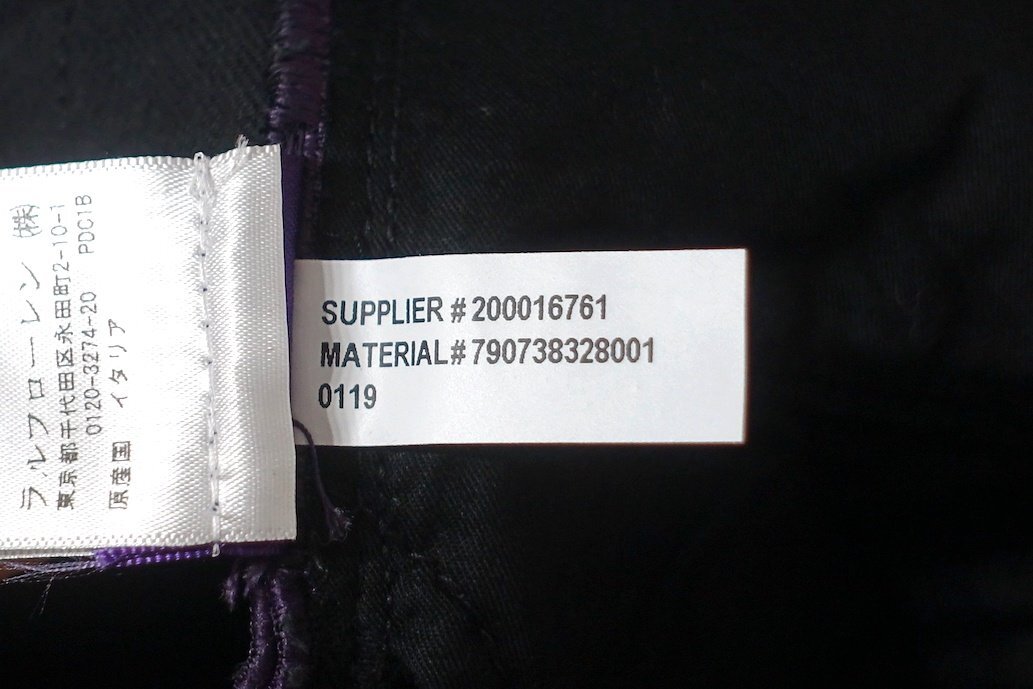 ラルフローレン ㈱
東京都千代田区永田町2-10-1
0120-3274-20 PDC1B
原産国 イタリア
SUPPLIER # 200016761
MATERIAL# 790738328001
0119